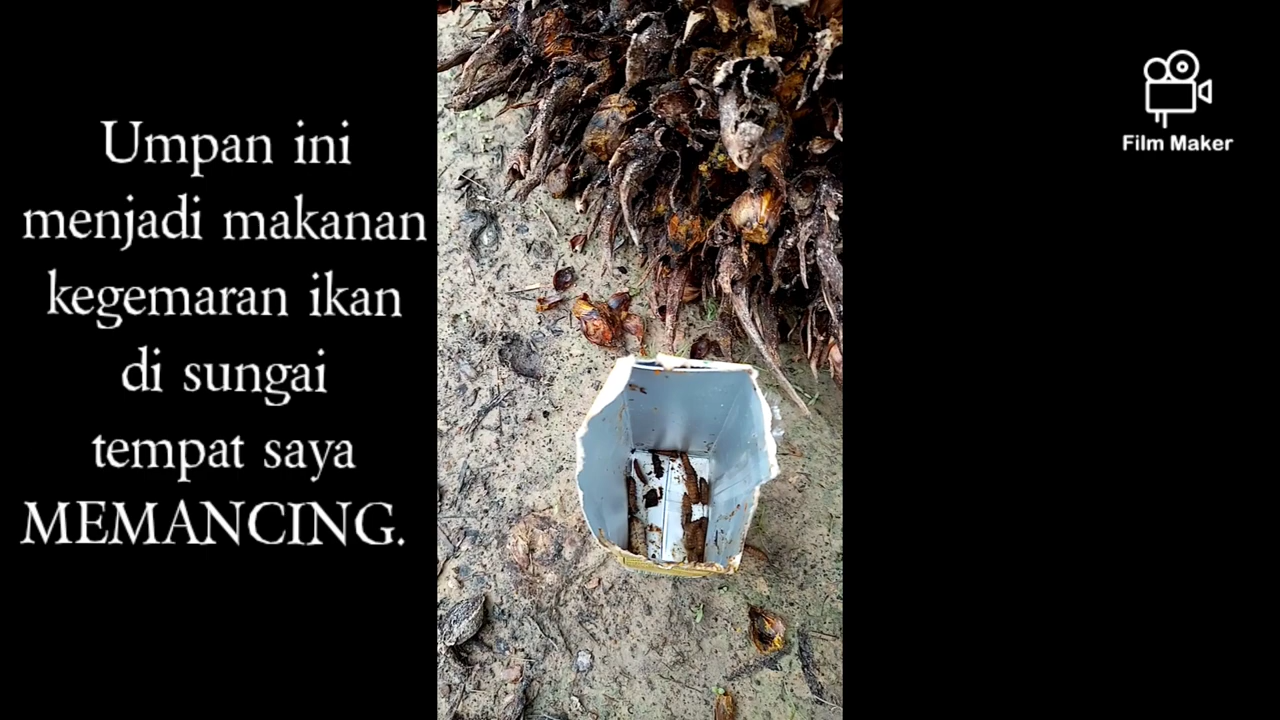 Umpan ini
menjadi makanan
kegemaran ikan
di sungai
tempat saya
MEMANCING.
Film Maker